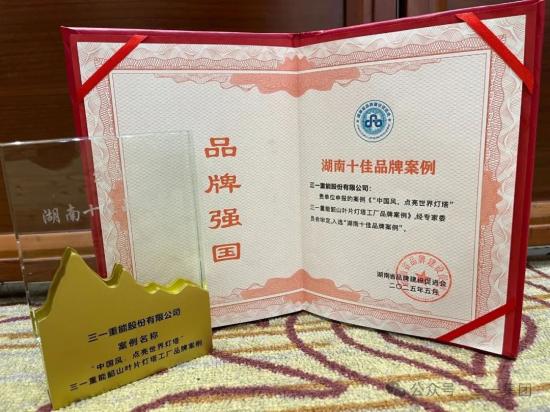 品牌强国
湖南十佳品牌案例
三一重能股份有限公司：
贵单位申报的案例《“中国风，点亮世界灯塔”
三一重能韶山叶片灯塔工厂品牌案例》，经专家委
员会审定，入选“湖南十佳品牌案例”。
湖南省品牌建设促进会
二〇二五年五月
湖南十
三一重能股份有限公司
案例名称
“中国风，点亮世界灯塔”
三一重能韶山叶片灯塔工厂品牌案例
公众号
集团